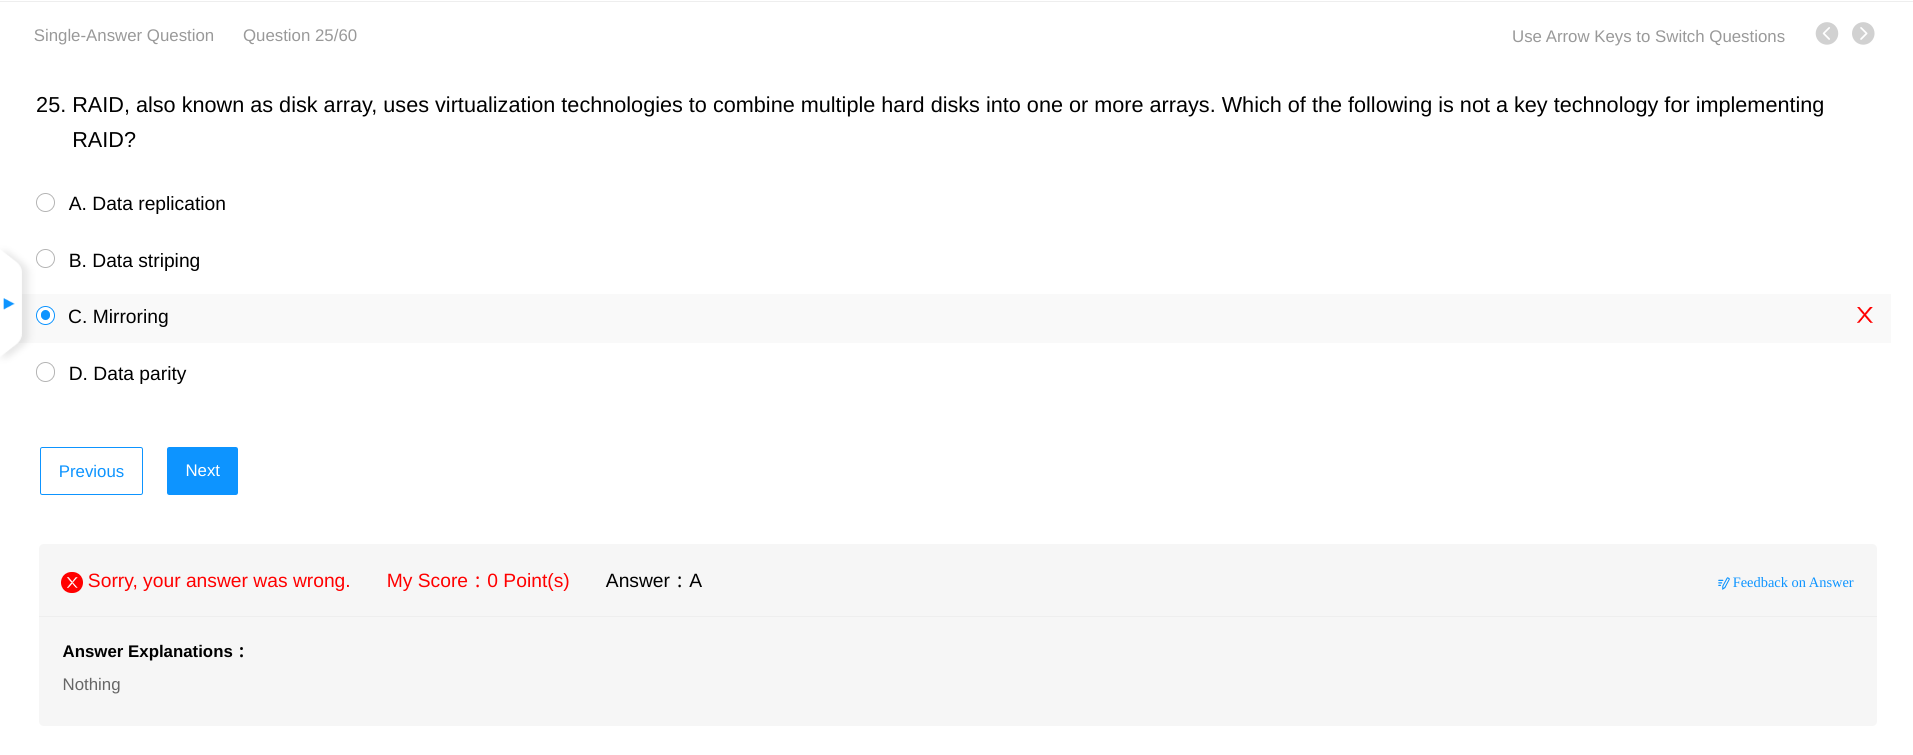 Single-Answer Question Question 25/60 Use Arrow Keys to Switch Questions
25. RAID, also known as disk array, uses virtualization technologies to combine multiple hard disks into one or more arrays. Which of the following is not a key technology for implementing
RAID?
A. Data replication
B. Data striping
C. Mirroring
D. Data parity
Previous Next
Sorry, your answer was wrong. My Score：0 Point(s) Answer：A Feedback on Answer
Answer Explanations：
Nothing